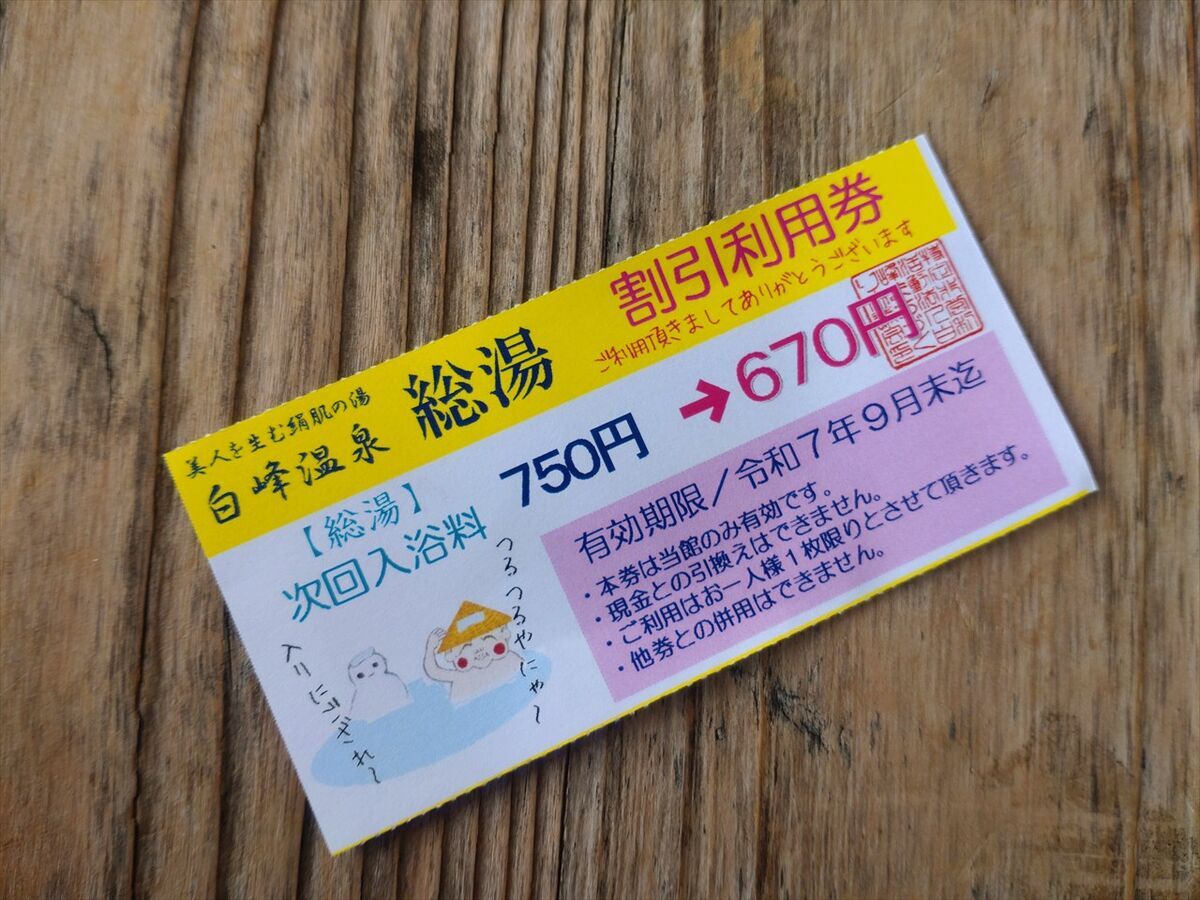 割引利用券
ご利用頂きましてありがとうございます
美人を生む絹肌の湯
白峰温泉 総湯
【総湯】
次回入浴料
750円→670円
有効期限／令和7年9月末迄
・本券は当館のみ有効です。
・現金との引換えはできません。
・ご利用はお一人様1枚限りとさせて頂きます。
・他券との併用はできません。
つるつるやにゃ～
入りにござれ～